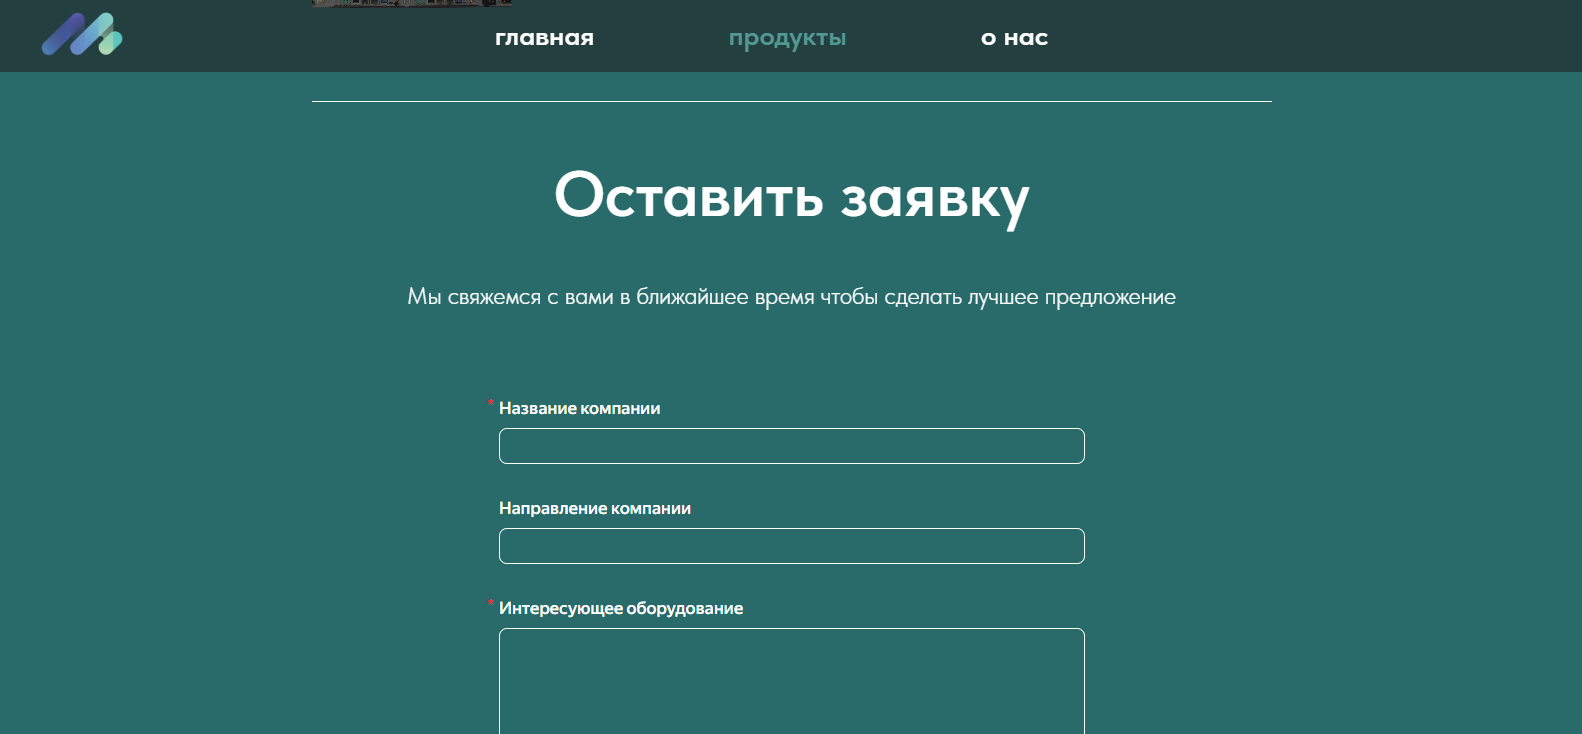 главная продукты о нас
Оставить заявку
Мы свяжемся с вами в ближайшее время чтобы сделать лучшее предложение
* Название компании
Направление компании
* Интересующее оборудование